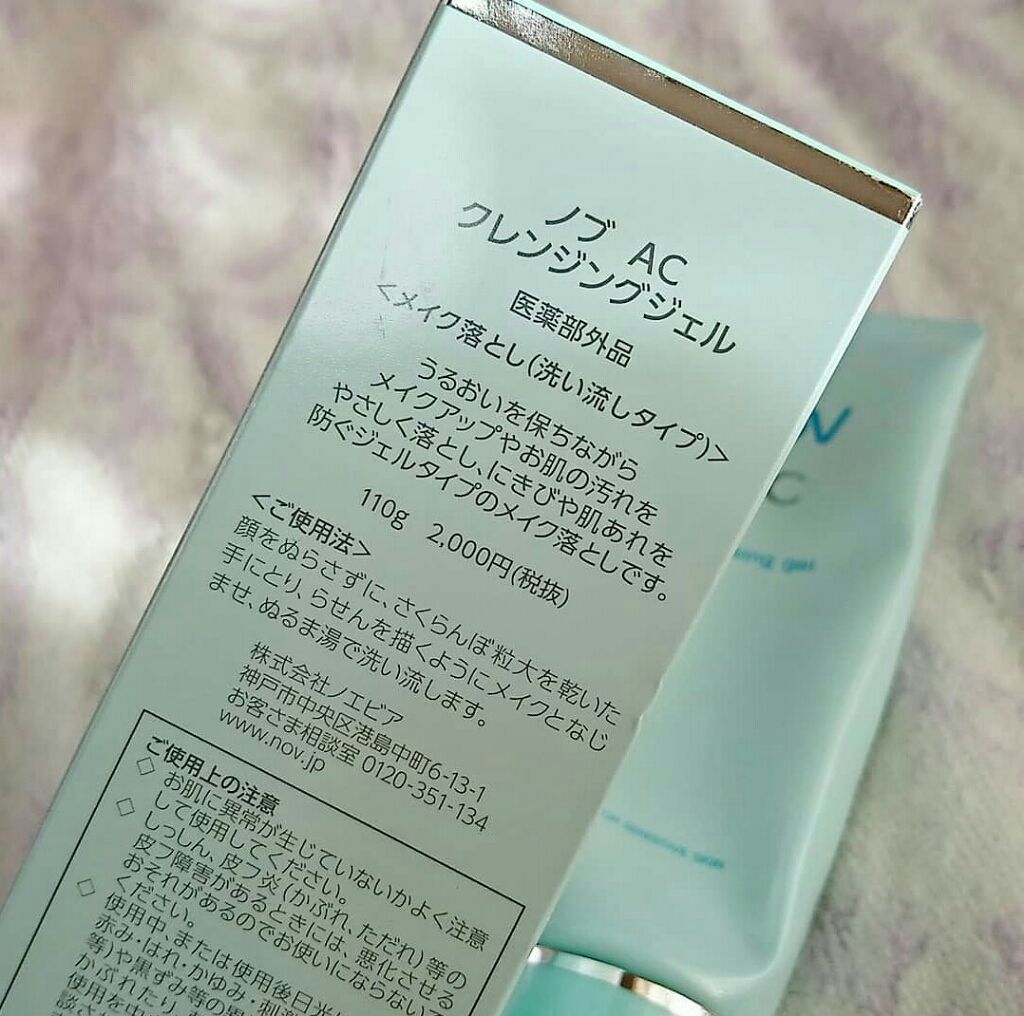 ノブ AC
クレンジングジェル
医薬部外品
＜メイク落とし(洗い流しタイプ)＞
うるおいを保ちながら
メイクアップやお肌の汚れを
やさしく落とし、にきびや肌あれを
防ぐジェルタイプのメイク落としです。
110g 2,000円(税抜)
＜ご使用法＞
顔をぬらさずに、さくらんぼ粒大を乾いた
手にとり、らせんを描くようにメイクとなじ
ませ、ぬるま湯で洗い流します。
株式会社ノエビア
神戸市中央区港島中町6-13-1
お客さま相談室 0120-351-134
www.nov.jp
ご使用上の注意
◇ お肌に異常が生じていないかよく注意
して使用してください。
◇ しっしん、皮フ炎(かぶれ、ただれ)等の
皮フ障害があるときには、悪化させる
おそれがあるのでお使いにならないで
ください。
◇ 使用中、または使用後日光に
赤み・はれ・かゆみ・刺激
等)や黒ずみ等の異
かぶれたり
使用を中
N
C
sing gel
FOR SENSITIVE SKIN